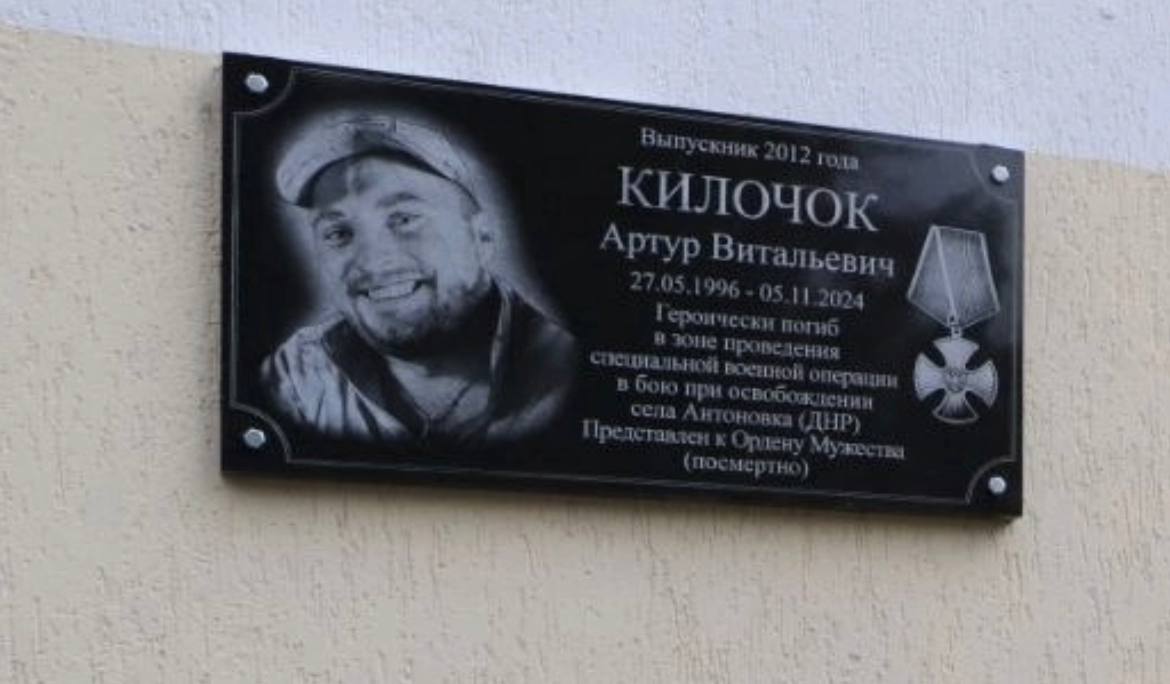 Выпускник 2012 года
КИЛОЧОК
Артур Витальевич
27.05.1996 - 05.11.2024
Героически погиб
в зоне проведения
специальной военной операции
в бою при освобождении
села Антоновка (ДНР)
Представлен к Ордену Мужества
(посмертно)